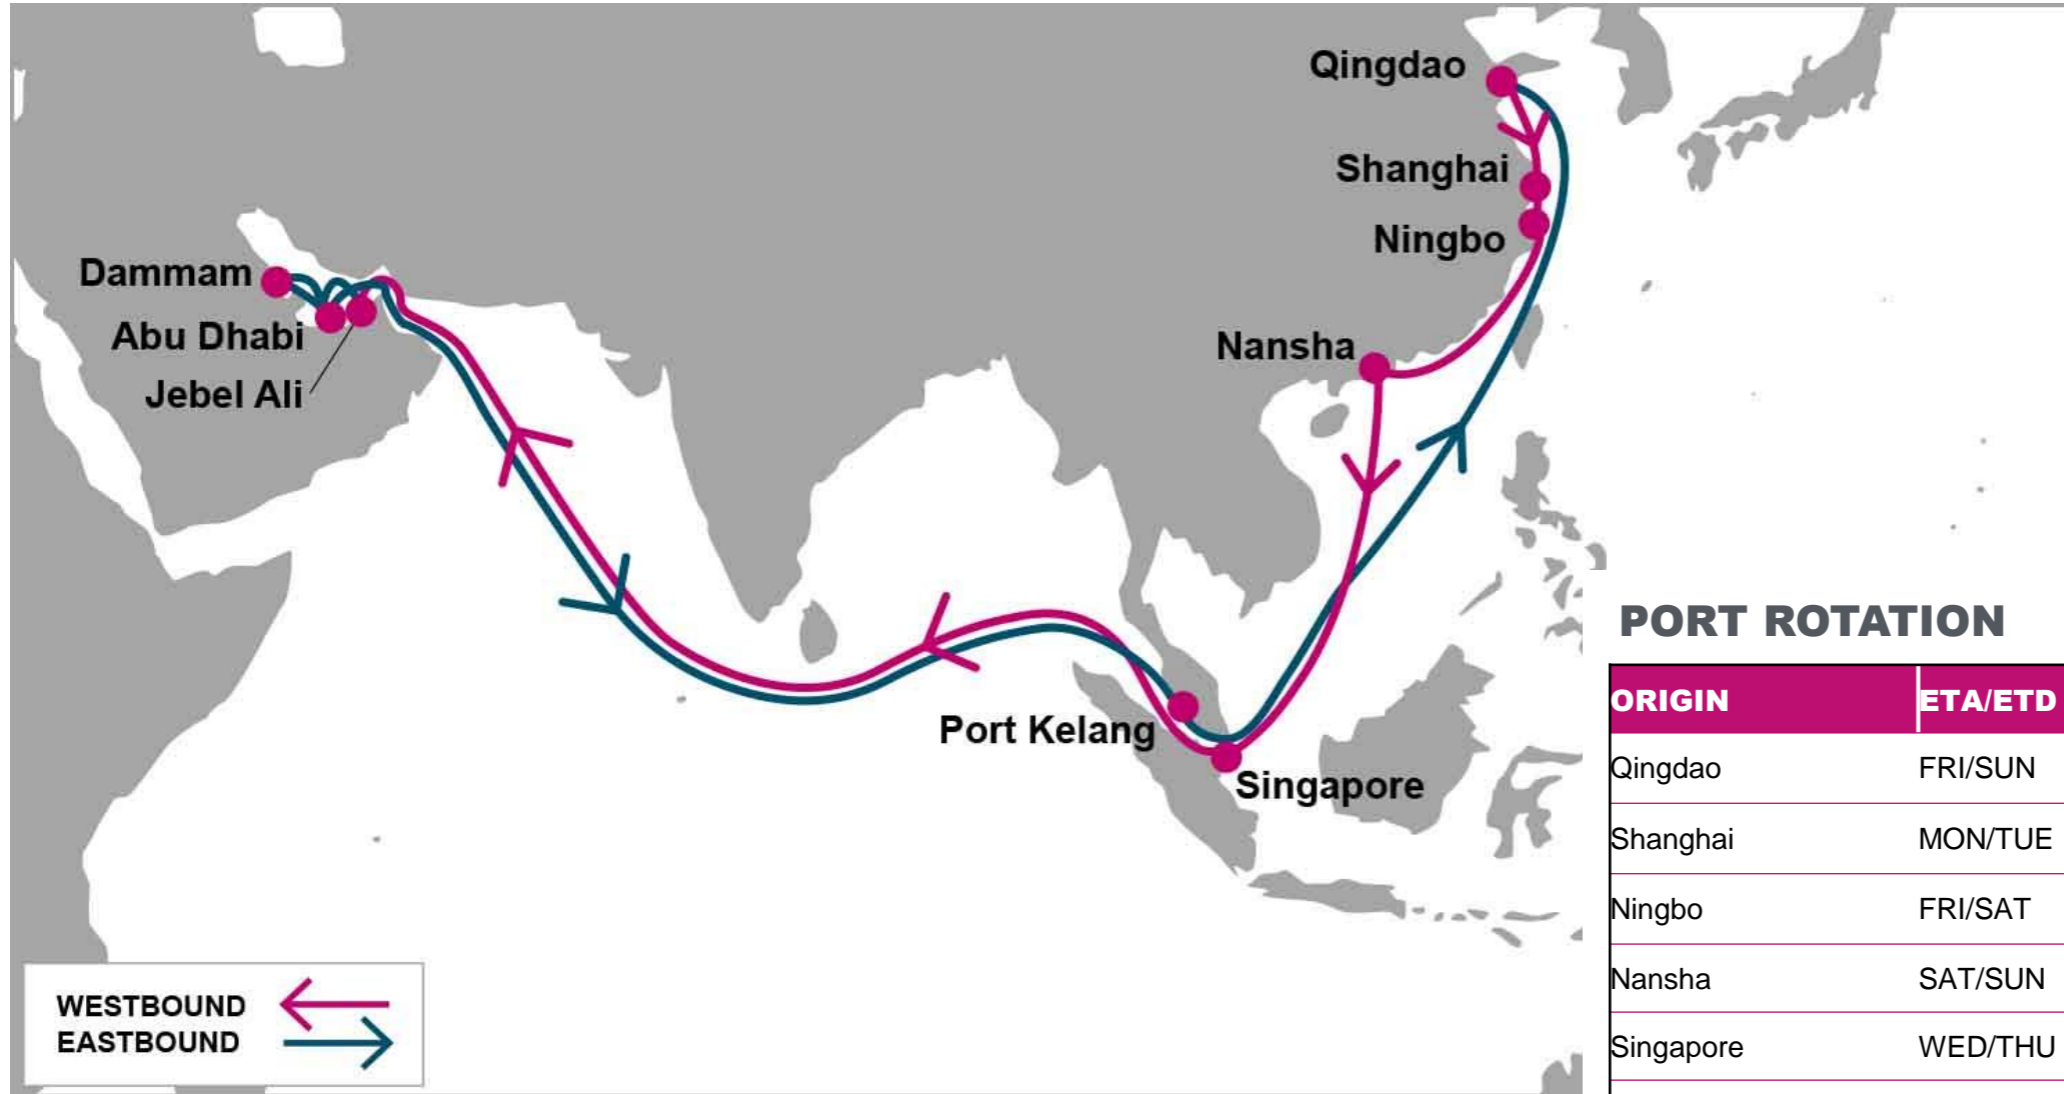 Qingdao
Shanghai
Ningbo
Dammam
Abu Dhabi
Nansha
Jebel Ali
Port Kelang
Singapore
WESTBOUND
EASTBOUND
PORT ROTATION
ORIGIN ETA/ETD
Qingdao FRI/SUN
Shanghai MON/TUE
Ningbo FRI/SAT
Nansha SAT/SUN
Singapore WED/THU